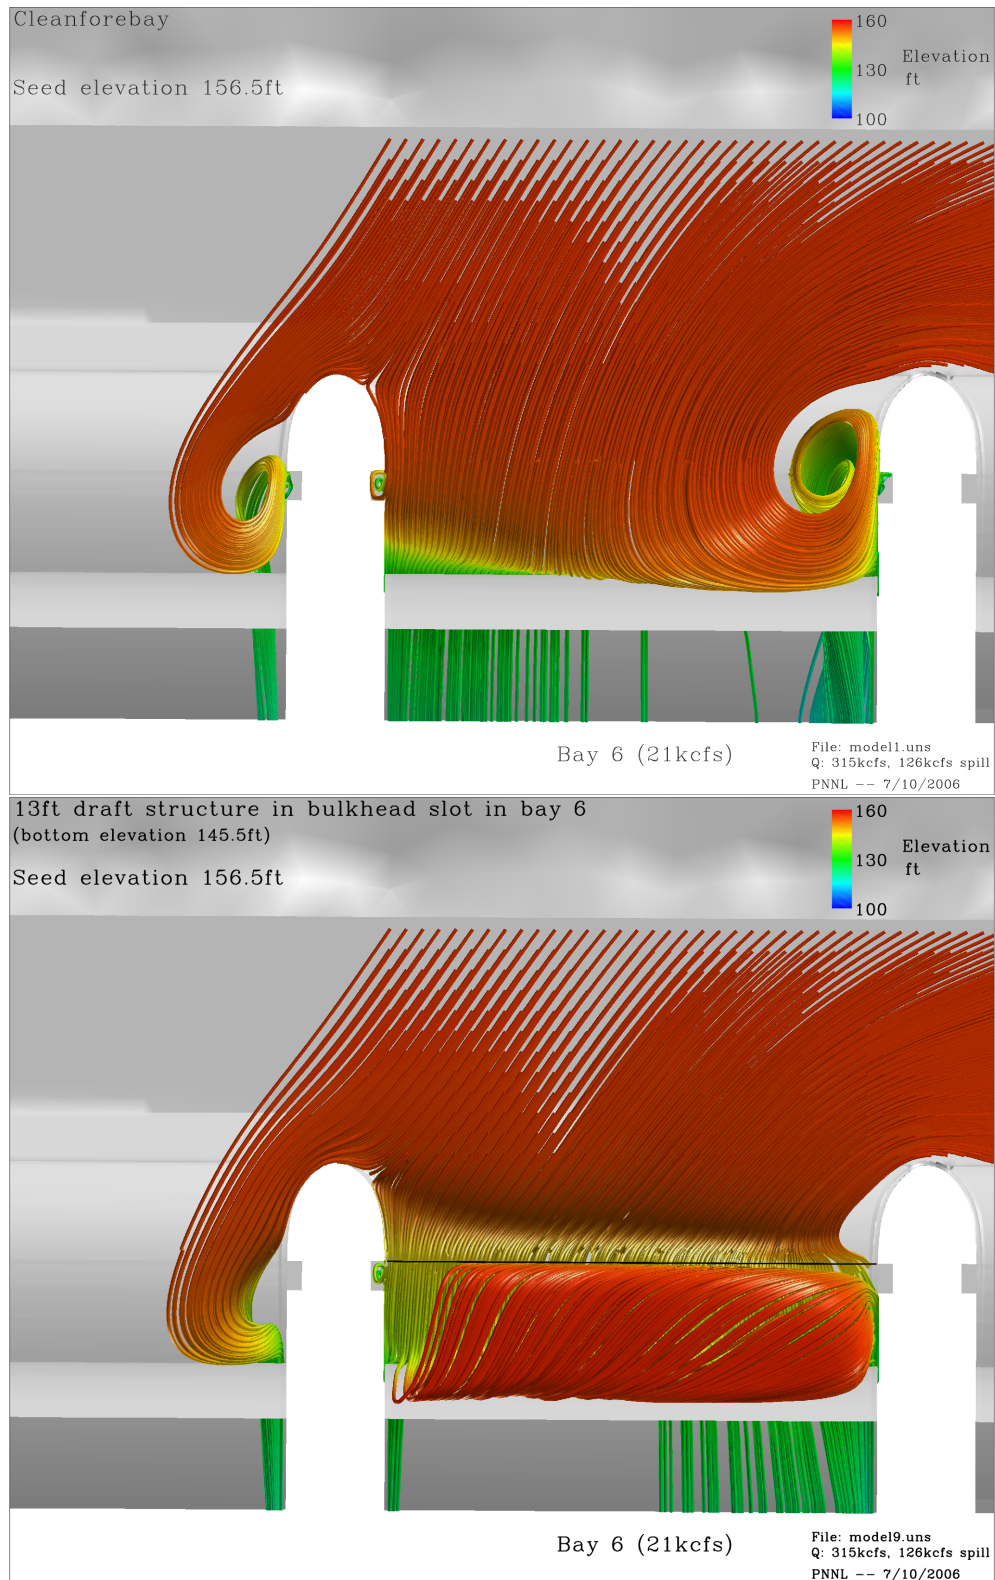 Cleanforebay
Seed elevation 156.5ft
160
130
100
Elevation
ft
Bay 6 (21kcfs)
File: model1.uns
Q: 315kcfs, 126kcfs spill
PNNL -- 7/10/2006
13ft draft structure in bulkhead slot in bay 6
(bottom elevation 145.5ft)
Seed elevation 156.5ft
160
130
100
Elevation
ft
Bay 6 (21kcfs)
File: model9.uns
Q: 315kcfs, 126kcfs spill
PNNL -- 7/10/2006